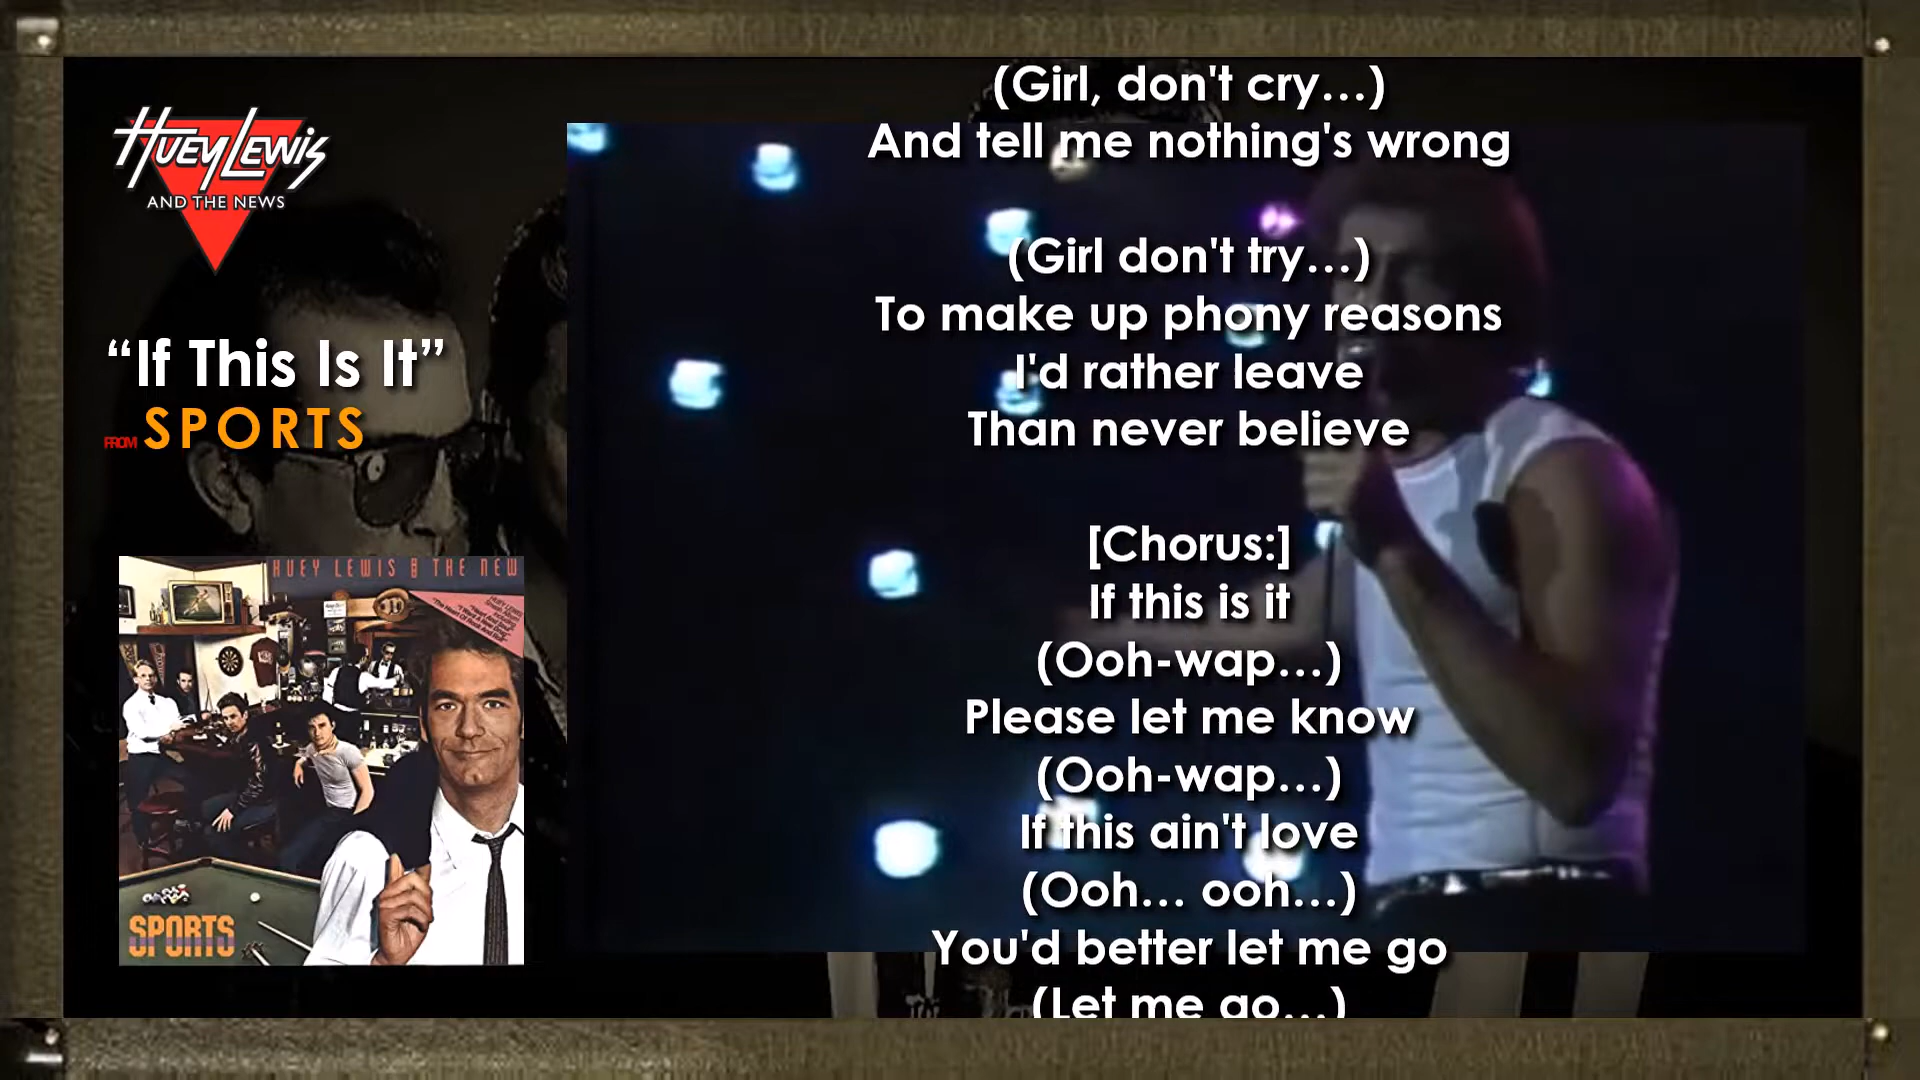 HUEY LEWIS
AND THE NEWS
“If This Is It”
FROM SPORTS
HUEY LEWIS & THE NEW
SPORTS
(Girl, don't cry…)
And tell me nothing's wrong
(Girl don't try…)
To make up phony reasons
I'd rather leave
Than never believe
[Chorus:]
If this is it
(Ooh-wap…)
Please let me know
(Ooh-wap…)
If this ain't love
(Ooh… ooh…)
You'd better let me go
(Let me go…)